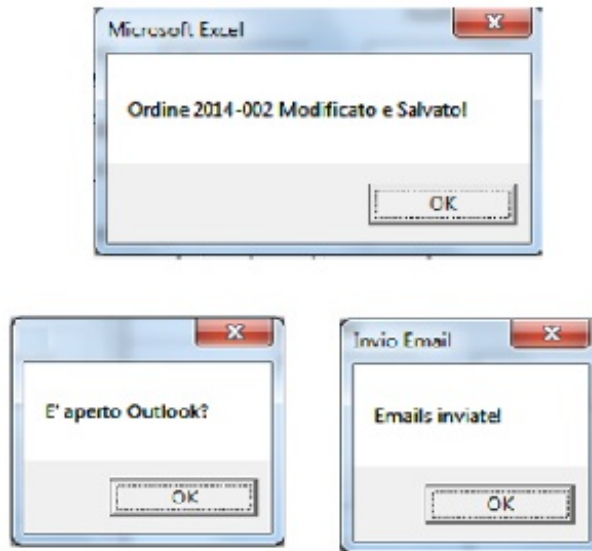 Microsoft Excel
Ordine 2014-002 Modificato e Salvato!
OK
E' aperto Outlook?
OK
Invio Email
Emails inviate!
OK